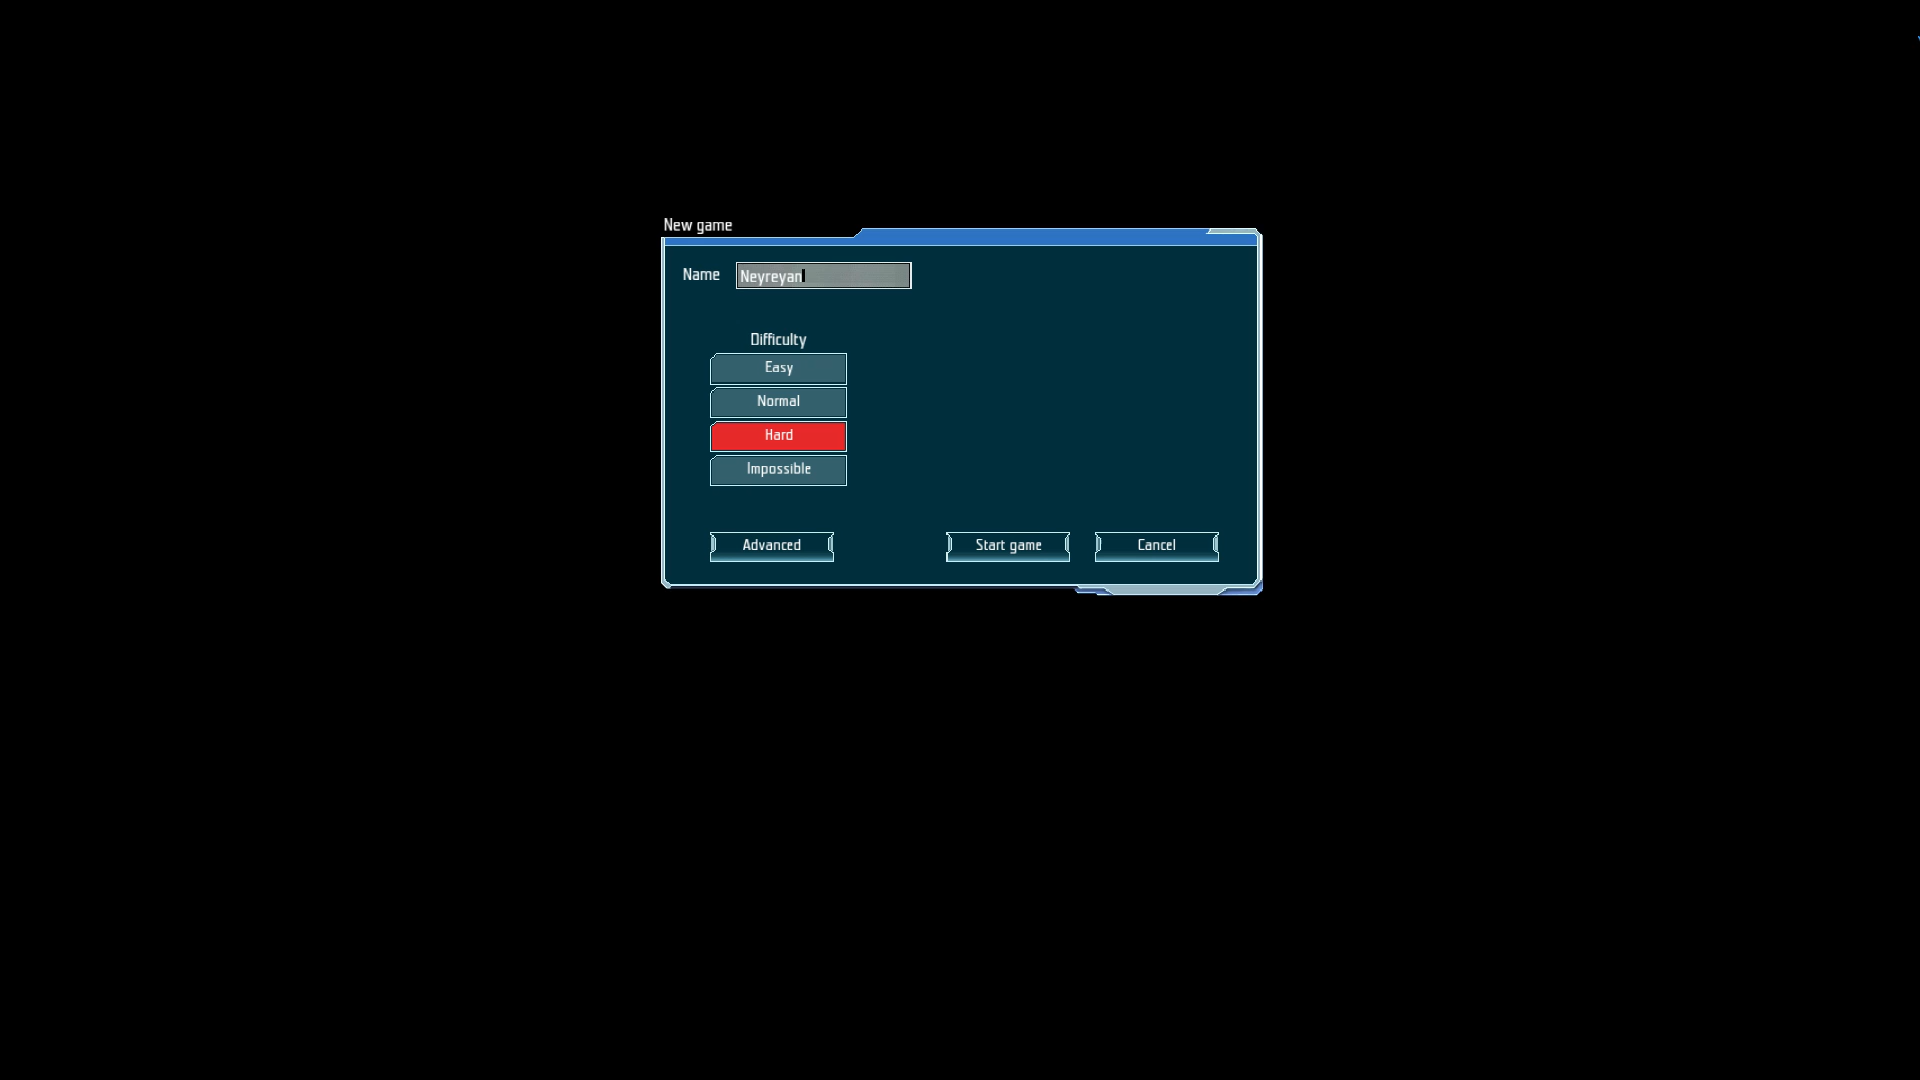 New game
Name Neyreyan
Difficulty
Easy
Normal
Hard
Impossible
Advanced Start game Cancel